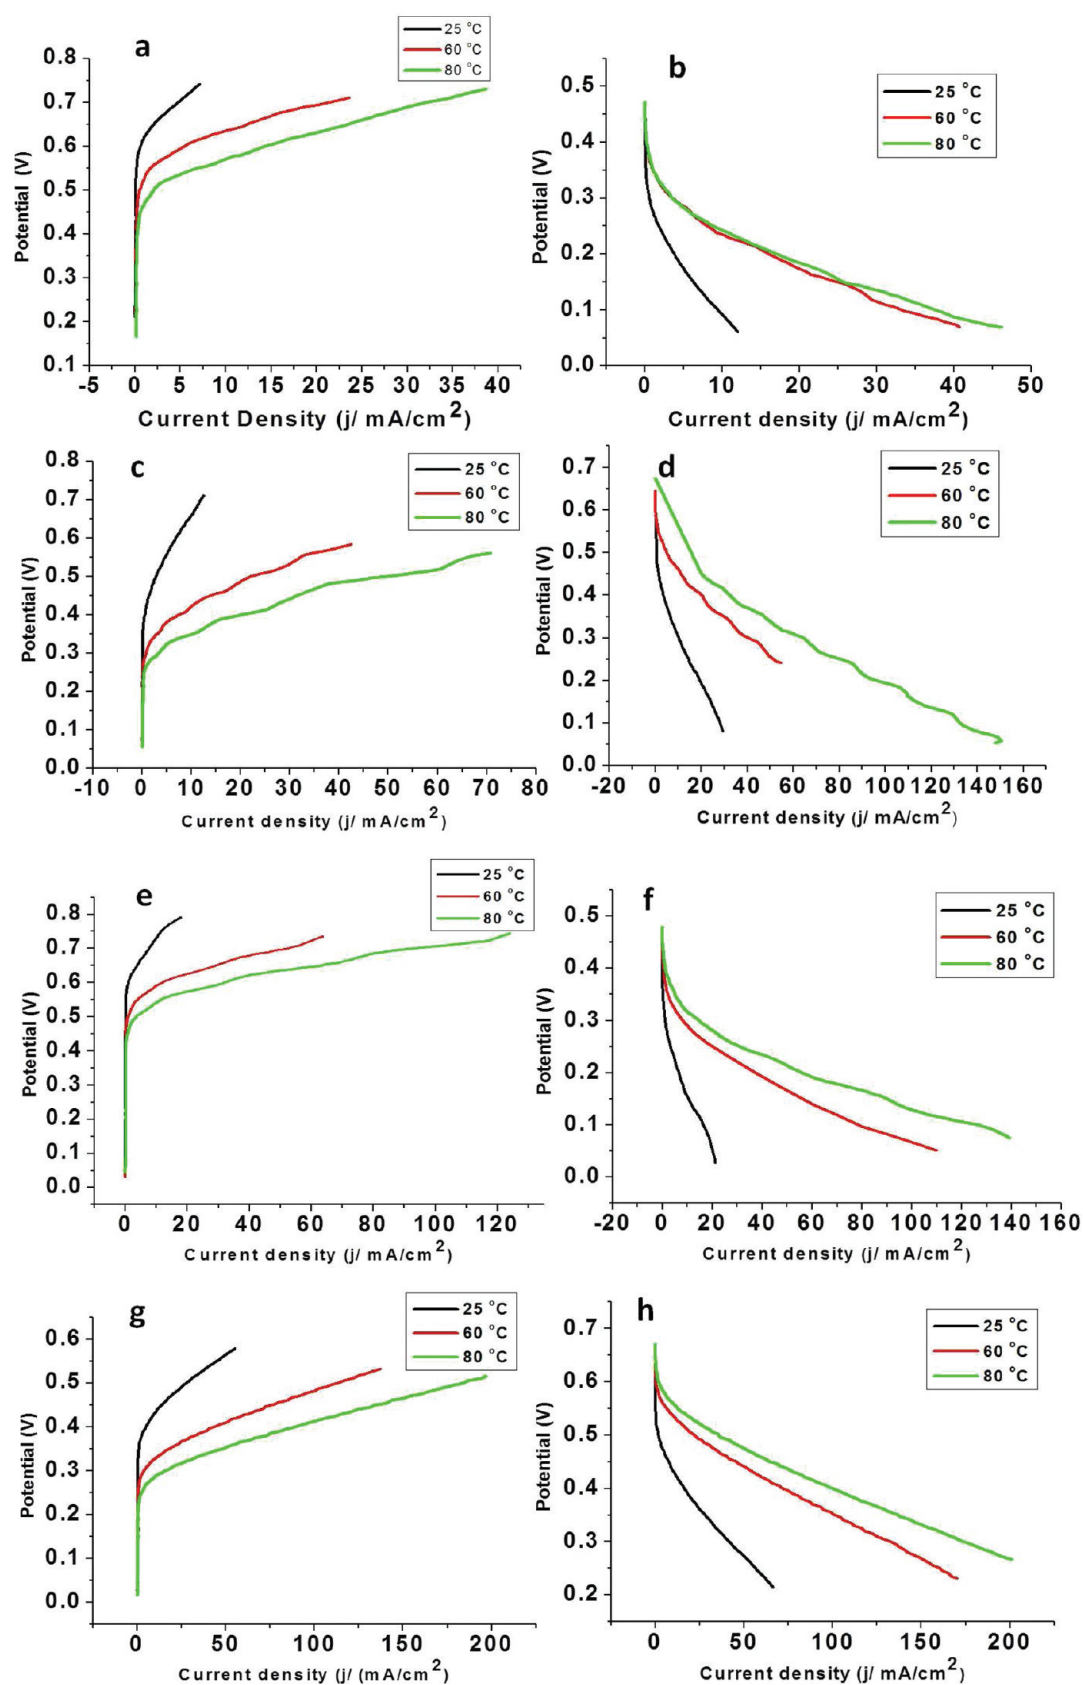 a
25 °C
60 °C
80 °C
0.8
0.7
0.6
0.5
0.4
0.3
0.2
0.1
Potential (V)
-5 0 5 10 15 20 25 30 35 40
Current Density (j/ mA/cm²)
b
25 °C
60 °C
80 °C
0.5
0.4
0.3
0.2
0.1
0.0
Potential (V)
0 10 20 30 40 50
Current density (j/ mA/cm²)
c
25 °C
60 °C
80 °C
0.8
0.7
0.6
0.5
0.4
0.3
0.2
0.1
0.0
Potential (V)
-10 0 10 20 30 40 50 60 70 80
Current density (j/ mA/cm²)
d
25 °C
60 °C
80 °C
0.7
0.6
0.5
0.4
0.3
0.2
0.1
0.0
Potential (V)
-20 0 20 40 60 80 100 120 140 160
Current density (j/ mA/cm²)
e
25 °C
60 °C
80 °C
0.8
0.7
0.6
0.5
0.4
0.3
0.2
0.1
0.0
Potential (V)
0 20 40 60 80 100 120
Current density (j/ mA/cm²)
f
25 °C
60 °C
80 °C
0.5
0.4
0.3
0.2
0.1
0.0
Potential (V)
-20 0 20 40 60 80 100 120 140 160
Current density (j/ mA/cm²)
g
25 °C
60 °C
80 °C
0.6
0.5
0.4
0.3
0.2
0.1
0.0
Potential (V)
0 50 100 150 200
Current density (j/ (mA/cm²)
h
25 °C
60 °C
80 °C
0.7
0.6
0.5
0.4
0.3
0.2
Potential (V)
0 50 100 150 200
Current density (j/ mA/cm²)